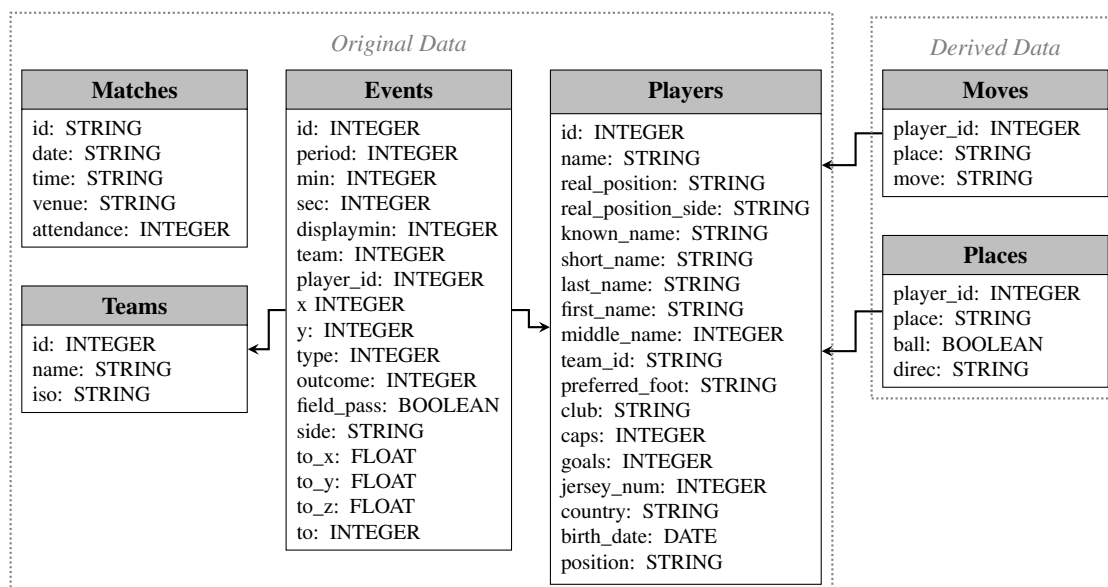 Original Data
Matches
id: STRING
date: STRING
time: STRING
venue: STRING
attendance: INTEGER
Teams
id: INTEGER
name: STRING
iso: STRING
Events
id: INTEGER
period: INTEGER
min: INTEGER
sec: INTEGER
displaymin: INTEGER
team: INTEGER
player_id: INTEGER
x INTEGER
y: INTEGER
type: INTEGER
outcome: INTEGER
field_pass: BOOLEAN
side: STRING
to_x: FLOAT
to_y: FLOAT
to_z: FLOAT
to: INTEGER
Players
id: INTEGER
name: STRING
real_position: STRING
real_position_side: STRING
known_name: STRING
short_name: STRING
last_name: STRING
first_name: STRING
middle_name: INTEGER
team_id: STRING
preferred_foot: STRING
club: STRING
caps: INTEGER
goals: INTEGER
jersey_num: INTEGER
country: STRING
birth_date: DATE
position: STRING
Derived Data
Moves
player_id: INTEGER
place: STRING
move: STRING
Places
player_id: INTEGER
place: STRING
ball: BOOLEAN
direc: STRING